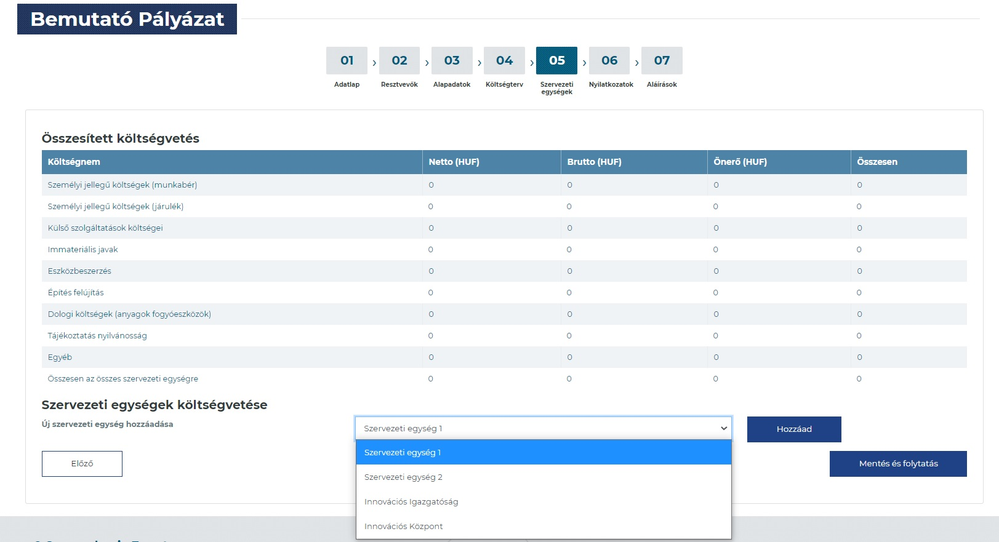 Bemutató Pályázat
01 › 02 › 03 › 04 › 05 › 06 › 07
Adatlap Resztvevők Alapadatok Költségterv Szervezeti egységek Nyilatkozatok Aláírások
Összesített költségvetés
Költségnem Netto (HUF) Brutto (HUF) Önerő (HUF) Összesen
Személyi jellegű költségek (munkabér) 0 0 0 0
Személyi jellegű költségek (járulék) 0 0 0 0
Külső szolgáltatások költségei 0 0 0 0
Immateriális javak 0 0 0 0
Eszközbeszerzés 0 0 0 0
Építés felújítás 0 0 0 0
Dologi költségek (anyagok fogyóeszközök) 0 0 0 0
Tájékoztatás nyilvánosság 0 0 0 0
Egyéb 0 0 0 0
Összesen az összes szervezeti egységre 0 0 0 0
Szervezeti egységek költségvetése
Új szervezeti egység hozzáadása
Szervezeti egység 1
Hozzáad
Szervezeti egység 1
Szervezeti egység 2
Innovációs Igazgatóság
Innovációs Központ
Előző
Mentés és folytatás